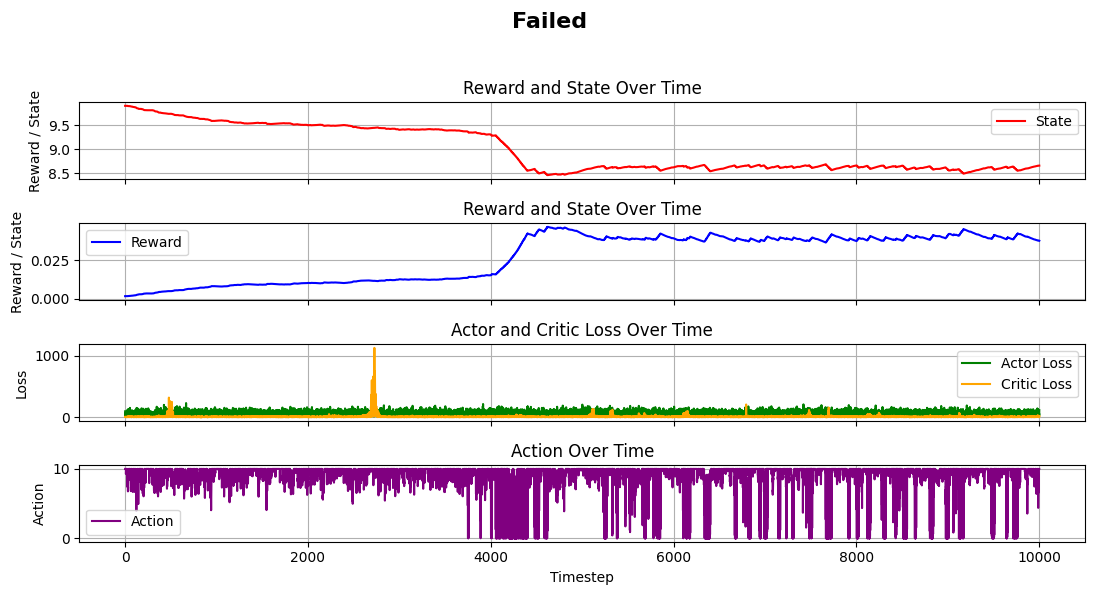 Failed
Reward and State Over Time
Reward / State
9.5
9.0
8.5
State
Reward and State Over Time
Reward / State
0.025
0.000
Reward
Actor and Critic Loss Over Time
Loss
1000
0
Actor Loss
Critic Loss
Action Over Time
Action
10
0
Action
0 2000 4000 6000 8000 10000
Timestep